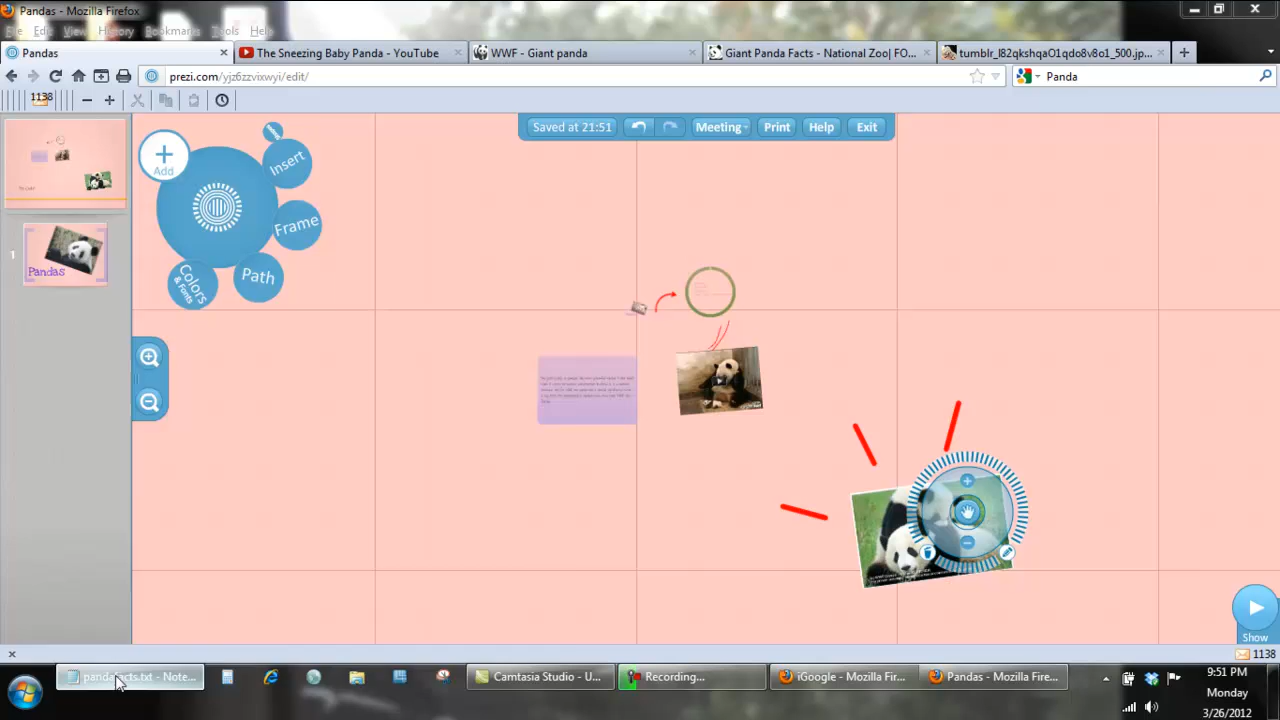 Pandas - Mozilla Firefox
File Edit View History Bookmarks Tools Help
Pandas
The Sneezing Baby Panda - YouTube
WWF - Giant panda
Giant Panda Facts - National Zoo| FO...
tumblr_l82qkshqaO1qdo8v8o1_500.jp...
prezi.com/yjz6zzvixwyi/edit/
Panda
1138
Saved at 21:51
Meeting
Print
Help
Exit
Add
Insert
Frame
Path
Colors
& Fonts
1
Pandas
Show
1138
pandafacts.txt - Note...
Camtasia Studio - U...
Recording...
iGoogle - Mozilla Fir...
Pandas - Mozilla Fire...
9:51 PM
Monday
3/26/2012